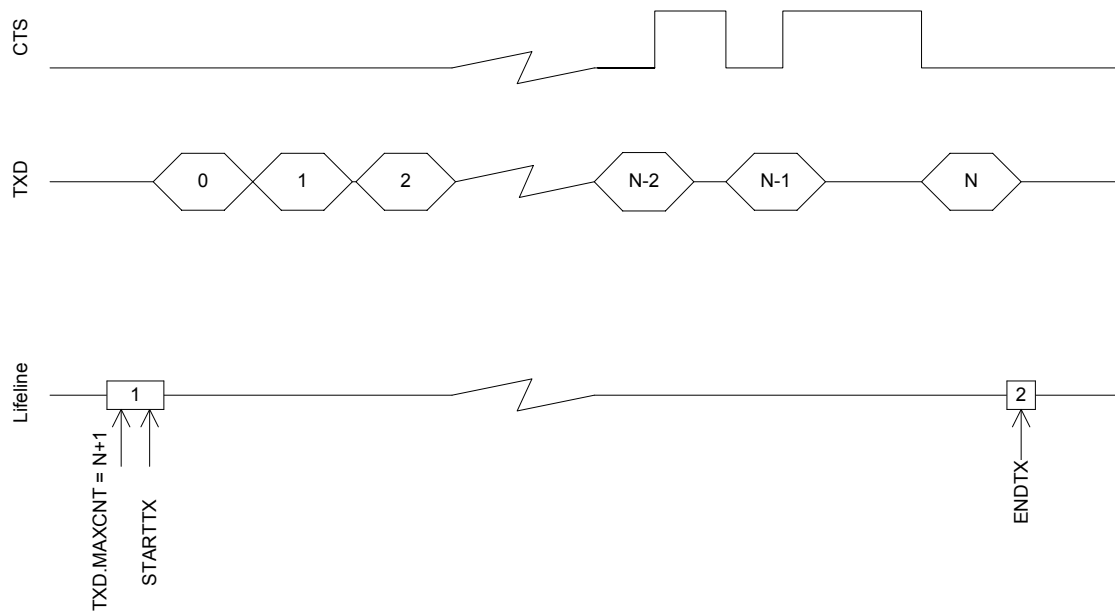 CTS
TXD
0
1
2
N-2
N-1
N
Lifeline
1
2
TXD.MAXCNT = N+1
STARTTX
ENDTX